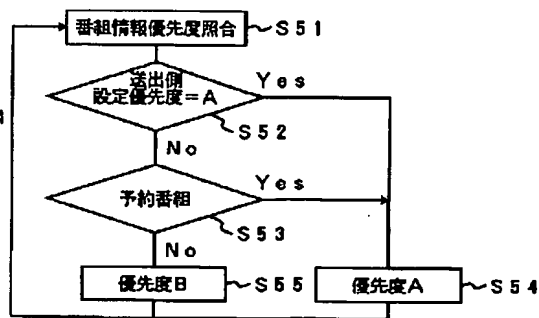 番組情報優先度照合 S51
送出側
設定優先度=A
Yes
S52
No
予約番組
Yes
S53
No
優先度B S55
優先度A S54